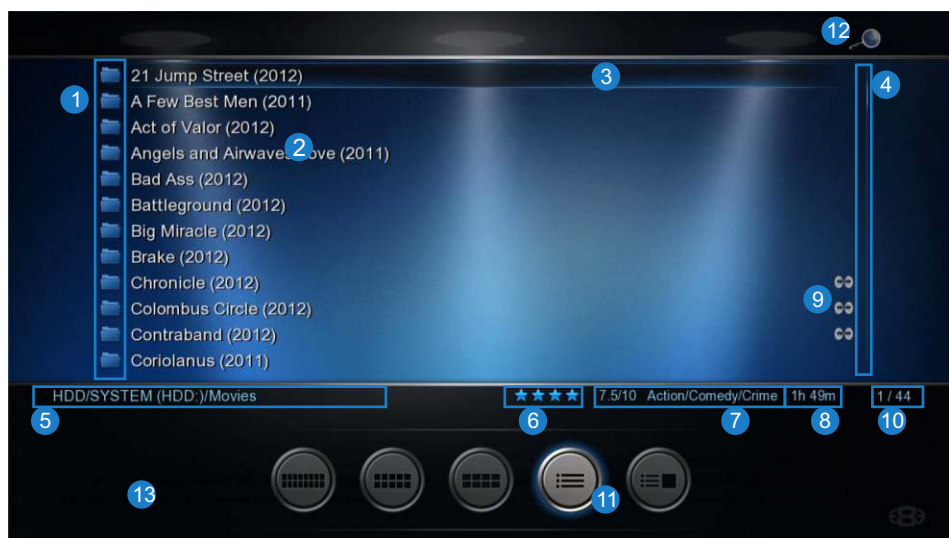 12
21 Jump Street (2012)
3
4
1
A Few Best Men (2011)
Act of Valor (2012)
2
Angels and Airwaves ove (2011)
Bad Ass (2012)
Battleground (2012)
Big Miracle (2012)
Brake (2012)
Chronicle (2012)
9
Colombus Circle (2012)
Contraband (2012)
Coriolanus (2011)
HDD/SYSTEM (HDD:)/Movies
7.5/10 Action/Comedy/Crime 1h 49m 1 / 44
5 6 7 8 10
13 11